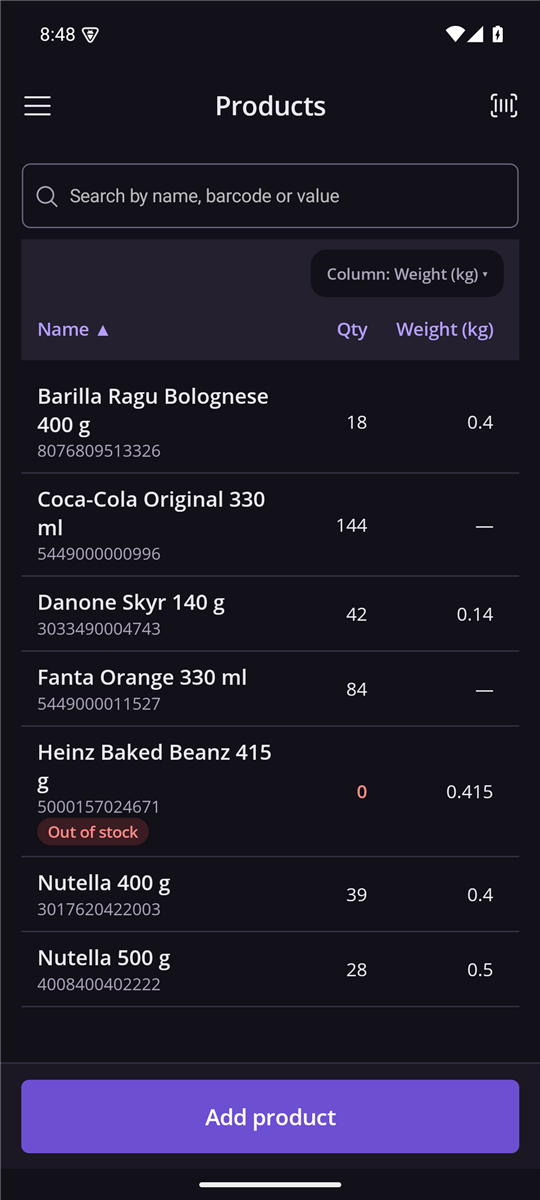 8:48
Products
Search by name, barcode or value
Column: Weight (kg) ▾
Name ▲ Qty Weight (kg)
Barilla Ragu Bolognese
400 g
8076809513326
18 0.4
Coca-Cola Original 330
ml
5449000000996
144 —
Danone Skyr 140 g
3033490004743
42 0.14
Fanta Orange 330 ml
5449000011527
84 —
Heinz Baked Beanz 415
g
5000157024671
Out of stock
0 0.415
Nutella 400 g
3017620422003
39 0.4
Nutella 500 g
4008400402222
28 0.5
Add product